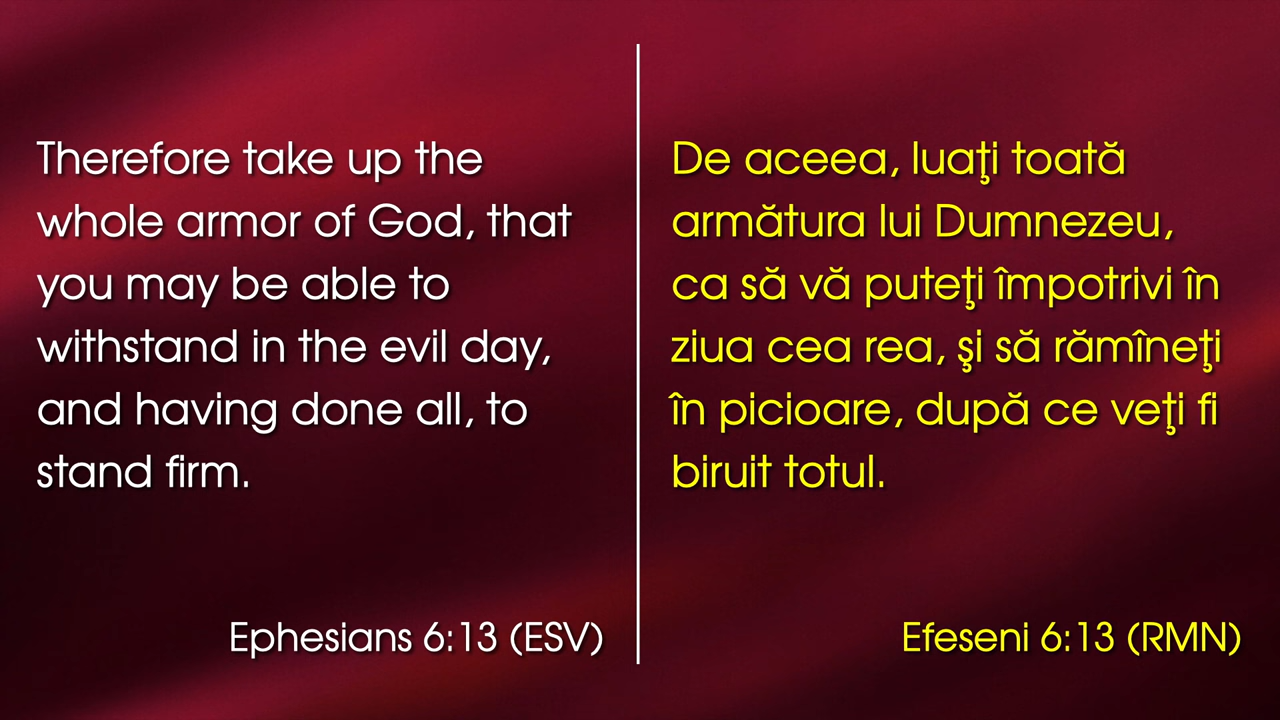 Therefore take up the
whole armor of God, that
you may be able to
withstand in the evil day,
and having done all, to
stand firm.
Ephesians 6:13 (ESV)
De aceea, luaţi toată
armătura lui Dumnezeu,
ca să vă puteţi împotrivi în
ziua cea rea, şi să rămîneţi
în picioare, după ce veţi fi
biruit totul.
Efeseni 6:13 (RMN)